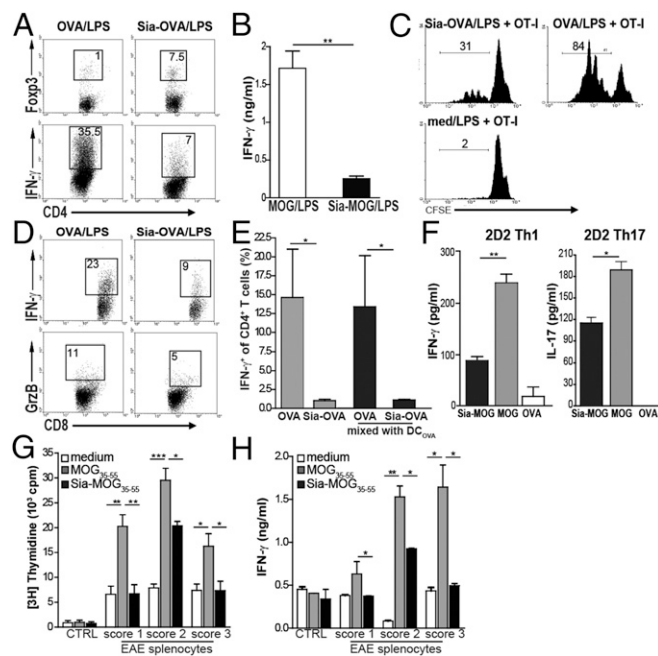 A
OVA/LPS Sia-OVA/LPS
Foxp3
1
7.5
IFN-γ
35.5
7
CD4
B
IFN-γ (ng/ml)
2
1.5
1
0.5
0
**
MOG/LPS Sia-MOG/LPS
C
Sia-OVA/LPS + OT-I OVA/LPS + OT-I
31
84
med/LPS + OT-I
2
CFSE
D
OVA/LPS Sia-OVA/LPS
IFN-γ
23
9
GrzB
11
5
CD8
E
IFN-γ⁺ of CD4⁺ T cells (%)
22.5
20.0
17.5
15.0
12.5
10.0
7.5
5.0
2.5
0
* *
OVA Sia-OVA OVA Sia-OVA
mixed with DC_OVA
F
2D2 Th1 2D2 Th17
IFN-γ (pg/ml)
300
200
100
0
**
Sia-MOG MOG OVA
IL-17 (pg/ml)
210
180
150
120
90
60
30
0
*
Sia-MOG MOG OVA
G
medium
MOG₃₅₋₅₅
Sia-MOG₃₅₋₅₅
[3H] Thymidine (10³ cpm)
35
30
25
20
15
10
5
0
** ** *** * * *
CTRL score 1 score 2 score 3
EAE splenocytes
H
medium
MOG₃₅₋₅₅
Sia-MOG₃₅₋₅₅
IFN-γ (ng/ml)
2.0
1.5
1.0
0.5
0.0
* ** * * *
CTRL score 1 score 2 score 3
EAE splenocytes